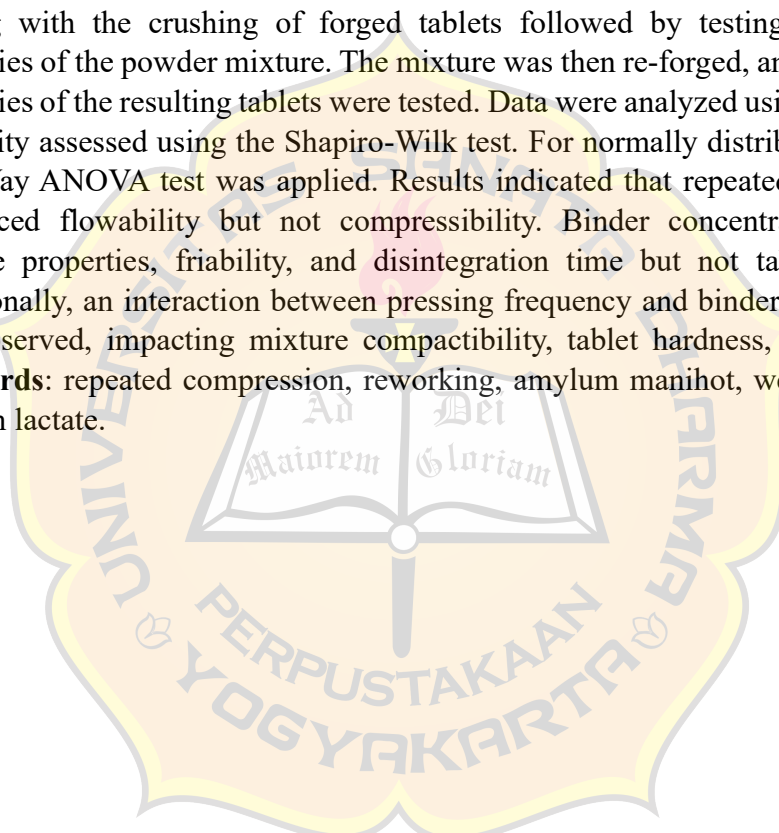 with the crushing of forged tablets followed by testing
ies of the powder mixture. The mixture was then re-forged, an
ies of the resulting tablets were tested. Data were analyzed usi
ity assessed using the Shapiro-Wilk test. For normally distrib
ay ANOVA test was applied. Results indicated that repeated
ced flowability but not compressibility. Binder concentr
e properties, friability, and disintegration time but not ta
onally, an interaction between pressing frequency and binder
served, impacting mixture compactibility, tablet hardness,
rds: repeated compression, reworking, amylum manihot, we
n lactate.
UNIVERSITAS SANATA DHARMA
Ad Dei
Maiorem Gloriam
PERPUSTAKAAN
YOGYAKARTA